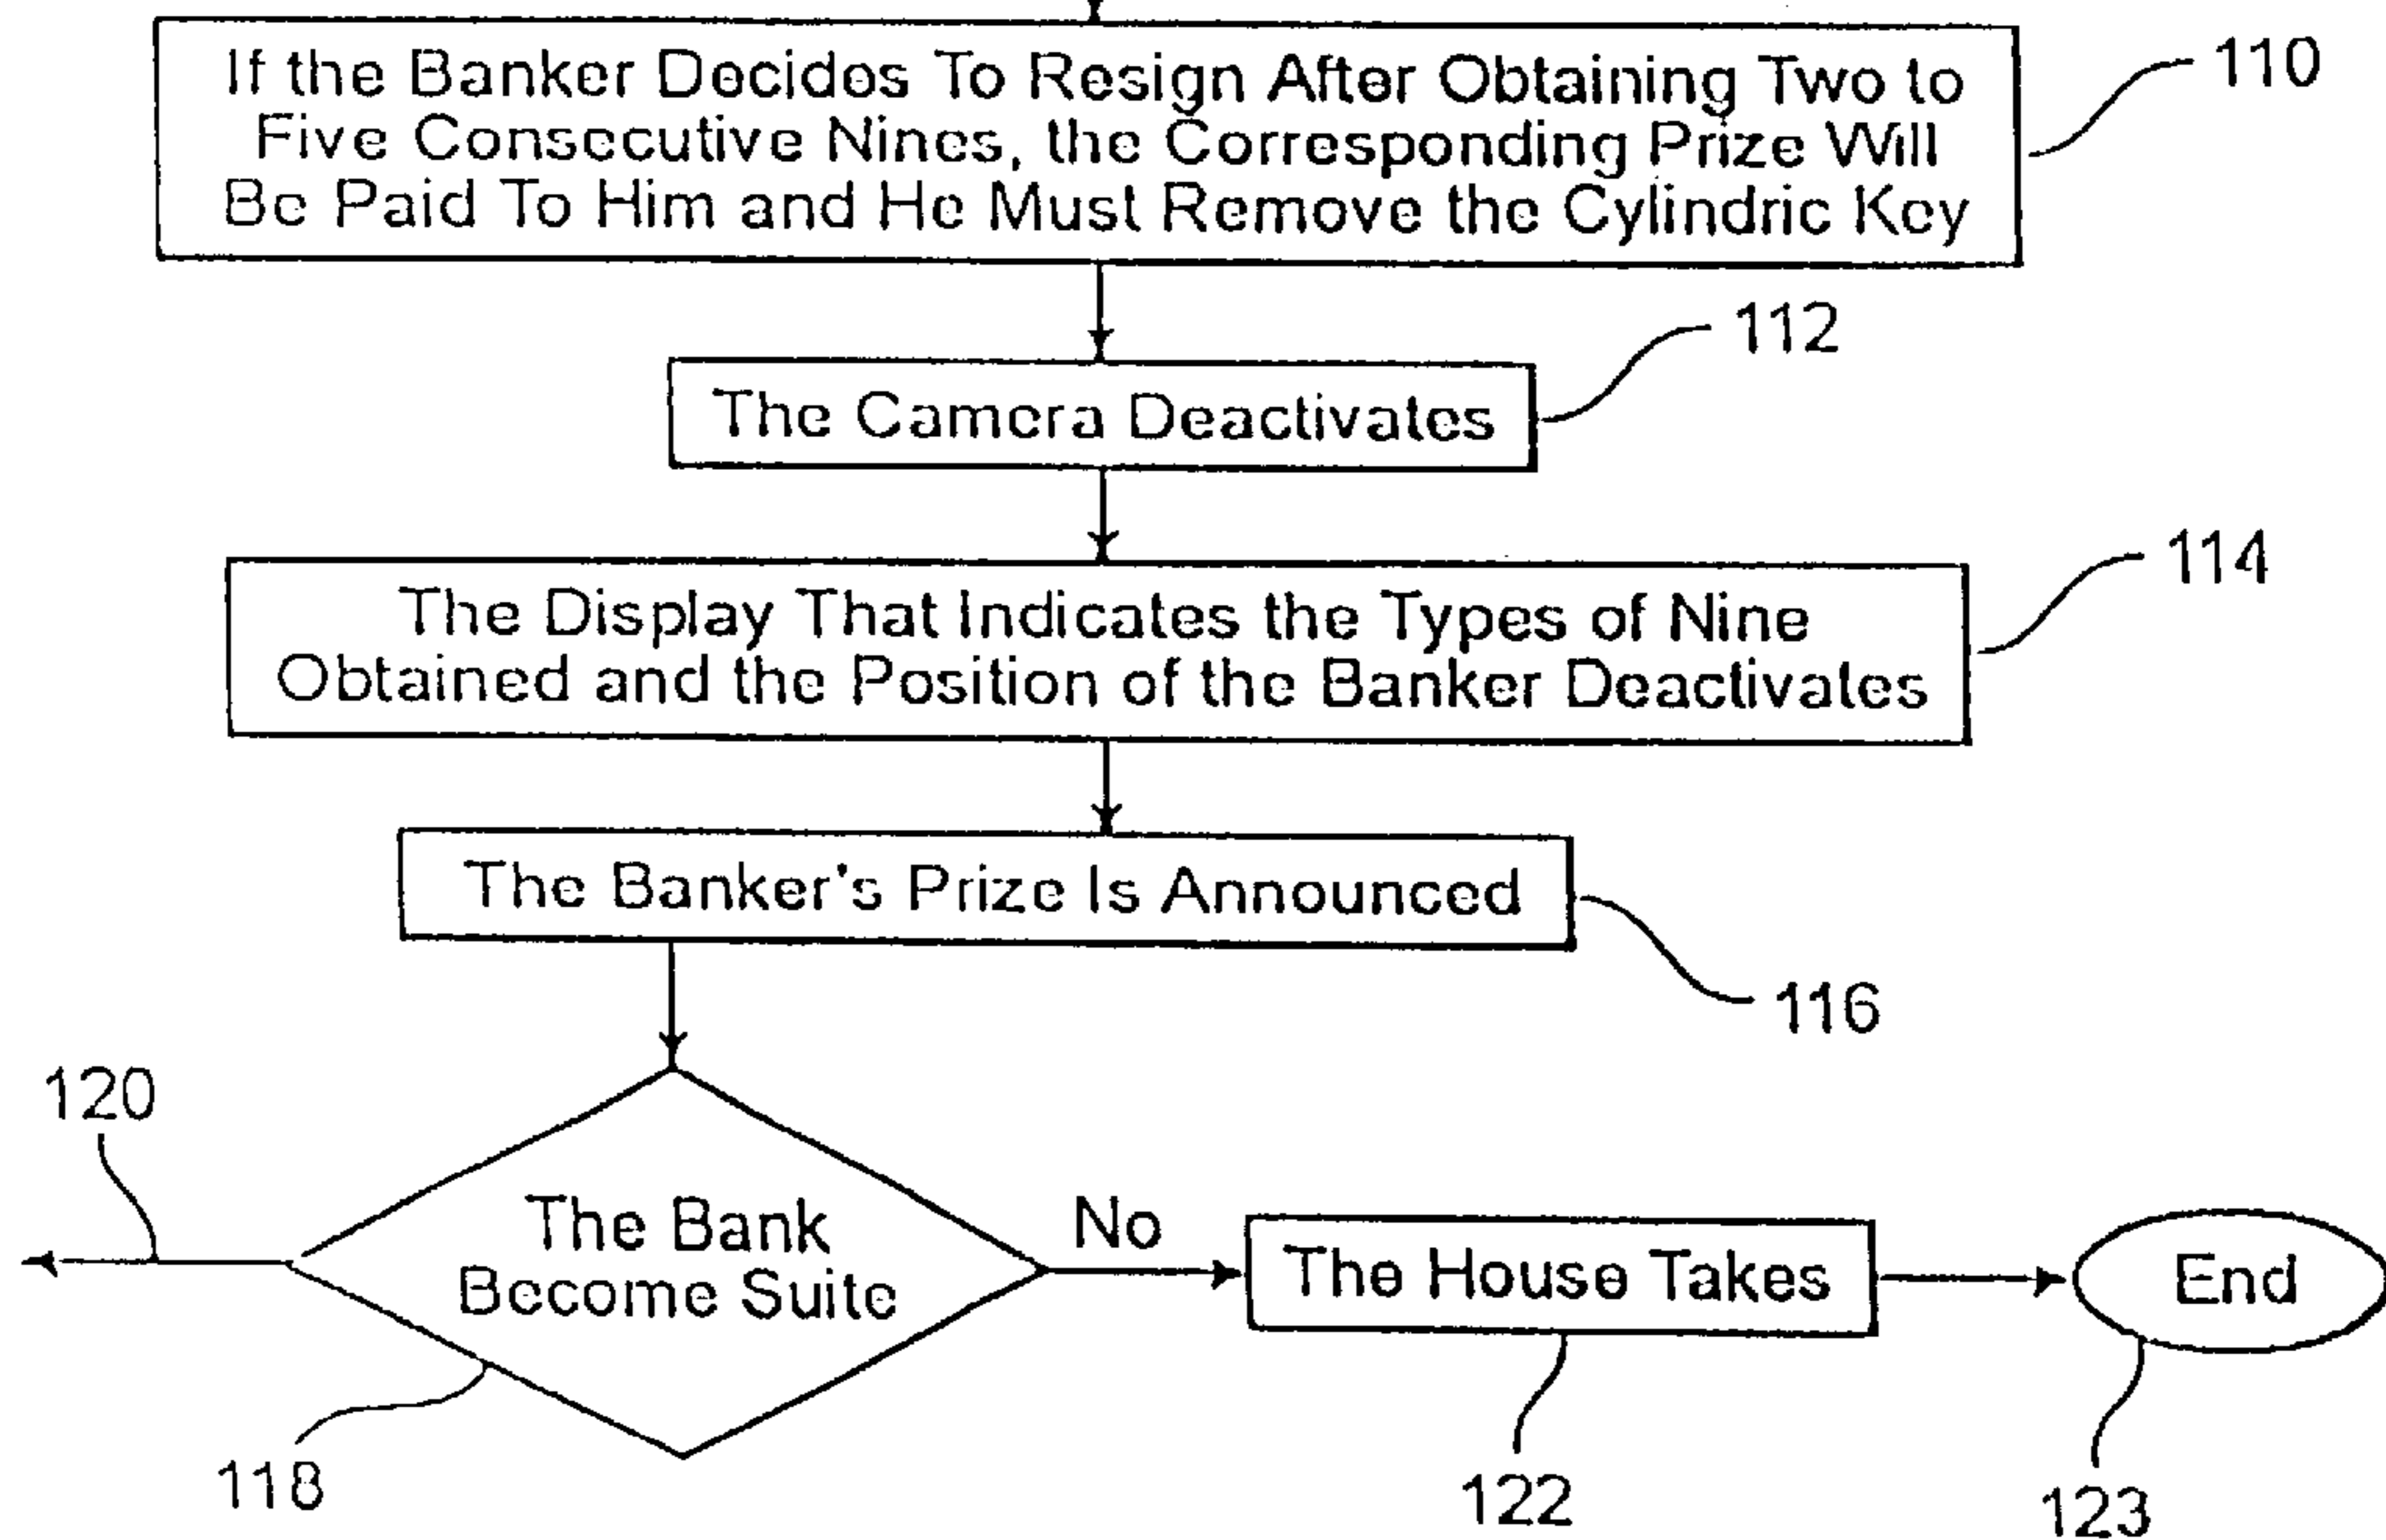 If the Banker Decides To Resign After Obtaining Two to
Five Consecutive Nines, the Corresponding Prize Will
Be Paid To Him and He Must Remove the Cylindric Key
110
The Camera Deactivates
112
The Display That Indicates the Types of Nine
Obtained and the Position of the Banker Deactivates
114
The Banker's Prize Is Announced
116
120
The Bank
Become Suite
118
No
The House Takes
122
End
123